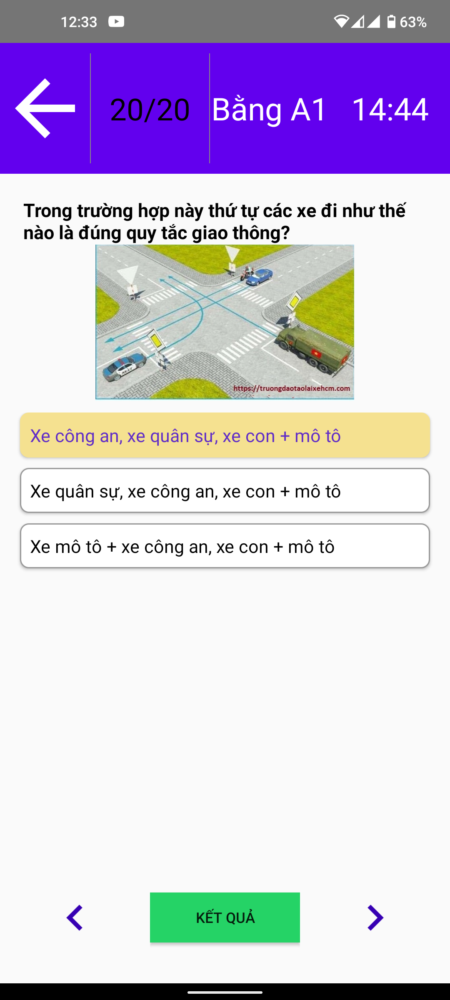 12:33
63%
20/20
Bằng A1
14:44
Trong trường hợp này thứ tự các xe đi như thế
nào là đúng quy tắc giao thông?
POLICE
https://truongdaotaolaixehcm.com
Xe công an, xe quân sự, xe con + mô tô
Xe quân sự, xe công an, xe con + mô tô
Xe mô tô + xe công an, xe con + mô tô
KẾT QUẢ